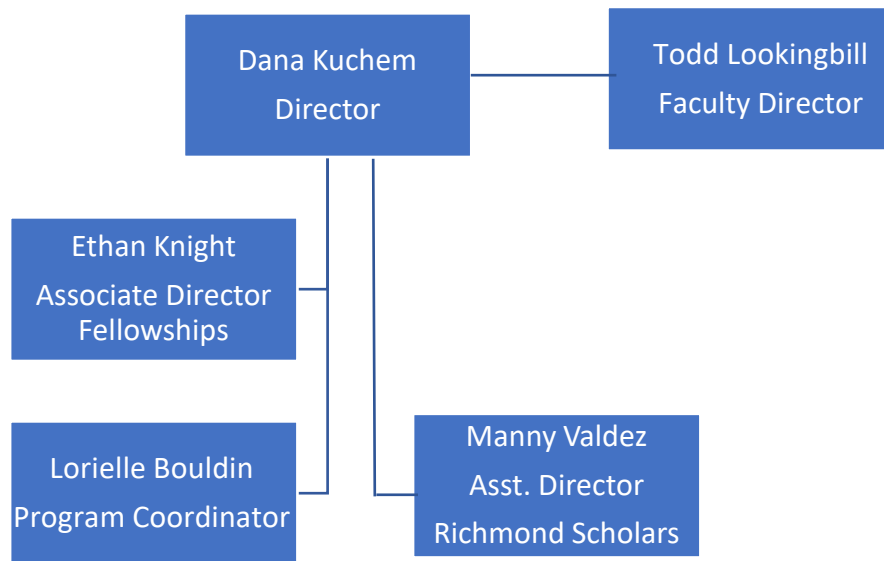 Dana Kuchem
Director
Todd Lookingbill
Faculty Director
Ethan Knight
Associate Director
Fellowships
Lorielle Bouldin
Program Coordinator
Manny Valdez
Asst. Director
Richmond Scholars